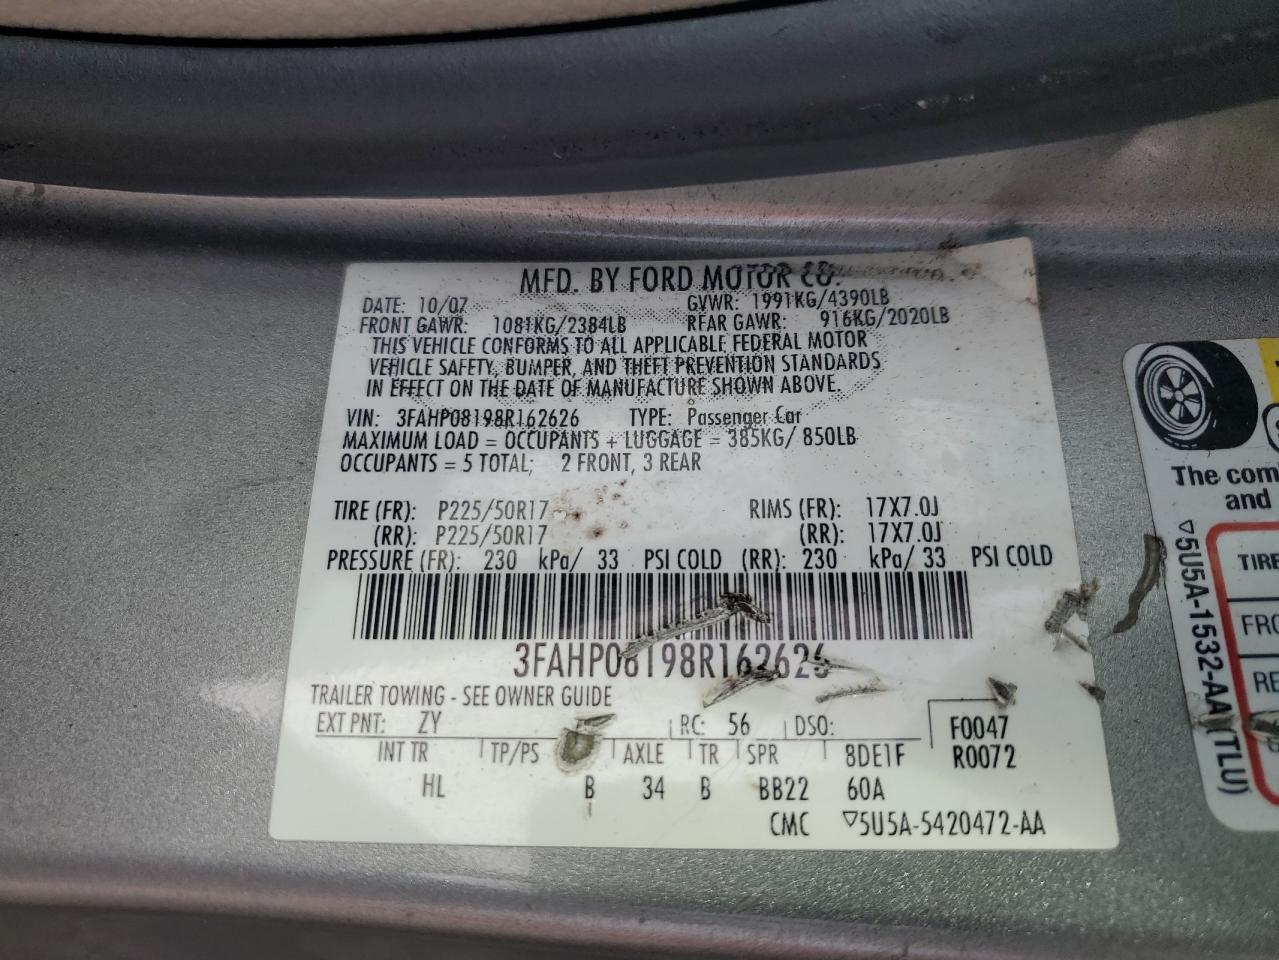 MFD. BY FORD MOTOR CO.
DATE: 10/07 GVWR: 1991KG/4390LB
FRONT GAWR: 1081KG/2384LB REAR GAWR: 916KG/2020LB
THIS VEHICLE CONFORMS TO ALL APPLICABLE FEDERAL MOTOR
VEHICLE SAFETY, BUMPER, AND THEFT PREVENTION STANDARDS
IN EFFECT ON THE DATE OF MANUFACTURE SHOWN ABOVE.
VIN: 3FAHP08198R162626 TYPE: Passenger Car
MAXIMUM LOAD = OCCUPANTS + LUGGAGE = 385KG/ 850LB
OCCUPANTS = 5 TOTAL; 2 FRONT, 3 REAR
TIRE (FR): P225/50R17 RIMS (FR): 17X7.0J
(RR): P225/50R17 (RR): 17X7.0J
PRESSURE (FR): 230 kPa/ 33 PSI COLD (RR): 230 kPa/ 33 PSI COLD
3FAHP08198R162626
TRAILER TOWING - SEE OWNER GUIDE
EXT PNT: ZY RC: 56 DSO: F0047
INT TR TP/PS AXLE TR SPR 8DE1F R0072
HL B 34 B BB22 60A
CMC ▽5U5A-5420472-AA
The com
and
TIRE
FRO
RE
▽5U5A-1532-AA (TLU)